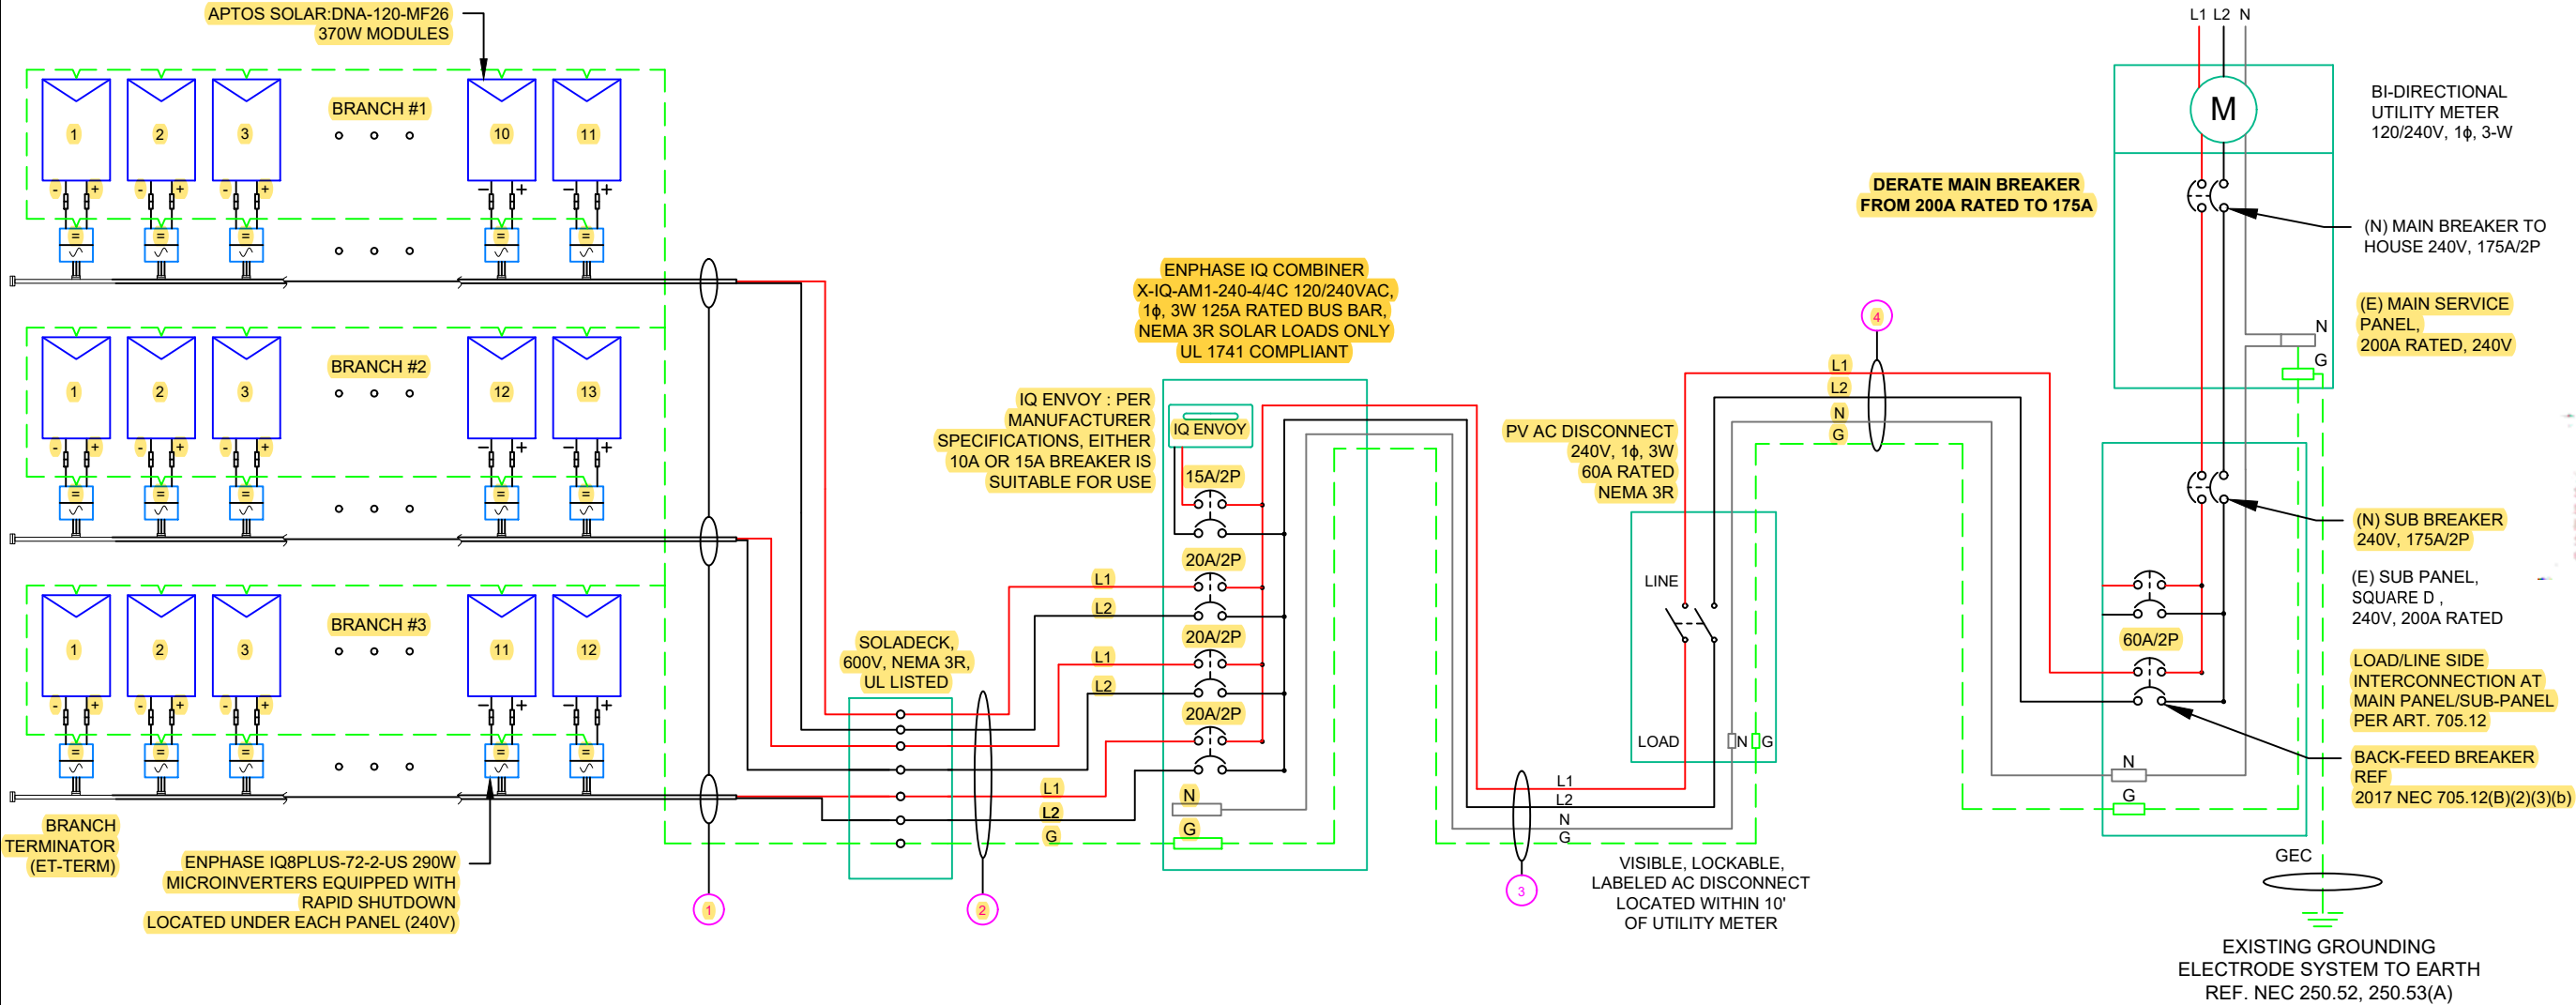 APTOS SOLAR:DNA-120-MF26
370W MODULES
BRANCH #1
1
2
3
10
11
- +
- +
- +
− +
− +
=
=
=
=
=
BRANCH #2
1
2
3
12
13
- +
- +
- +
− +
− +
=
=
=
=
=
BRANCH #3
1
2
3
11
12
- +
- +
- +
− +
− +
=
=
=
=
=
BRANCH
TERMINATOR
(ET-TERM)
ENPHASE IQ8PLUS-72-2-US 290W
MICROINVERTERS EQUIPPED WITH
RAPID SHUTDOWN
LOCATED UNDER EACH PANEL (240V)
1
SOLADECK,
600V, NEMA 3R,
UL LISTED
2
L1
L2
L1
L2
L1
L2
G
ENPHASE IQ COMBINER
X-IQ-AM1-240-4/4C 120/240VAC,
1ϕ, 3W 125A RATED BUS BAR,
NEMA 3R SOLAR LOADS ONLY
UL 1741 COMPLIANT
IQ ENVOY : PER
MANUFACTURER
SPECIFICATIONS, EITHER
10A OR 15A BREAKER IS
SUITABLE FOR USE
IQ ENVOY
15A/2P
20A/2P
20A/2P
20A/2P
N
G
L1
L2
N
G
3
PV AC DISCONNECT
240V, 1ϕ, 3W
60A RATED
NEMA 3R
LINE
LOAD
N
G
VISIBLE, LOCKABLE,
LABELED AC DISCONNECT
LOCATED WITHIN 10'
OF UTILITY METER
4
L1
L2
N
G
L1 L2 N
M
BI-DIRECTIONAL
UTILITY METER
120/240V, 1ϕ, 3-W
DERATE MAIN BREAKER
FROM 200A RATED TO 175A
(N) MAIN BREAKER TO
HOUSE 240V, 175A/2P
(E) MAIN SERVICE
PANEL,
200A RATED, 240V
N
G
(N) SUB BREAKER
240V, 175A/2P
(E) SUB PANEL,
SQUARE D ,
240V, 200A RATED
60A/2P
LOAD/LINE SIDE
INTERCONNECTION AT
MAIN PANEL/SUB-PANEL
PER ART. 705.12
BACK-FEED BREAKER
REF
2017 NEC 705.12(B)(2)(3)(b)
N
G
GEC
EXISTING GROUNDING
ELECTRODE SYSTEM TO EARTH
REF. NEC 250.52, 250.53(A)